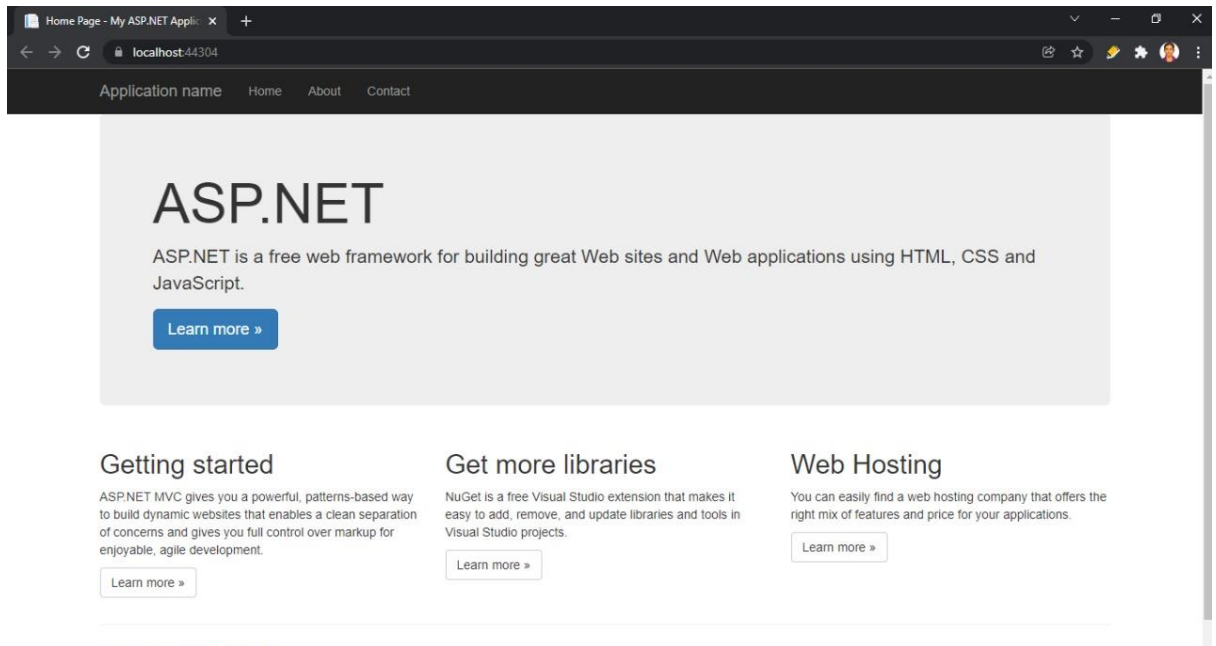 Home Page - My ASP.NET Applic
localhost:44304
Application name Home About Contact
ASP.NET
ASP.NET is a free web framework for building great Web sites and Web applications using HTML, CSS and
JavaScript.
Learn more »
Getting started
ASP.NET MVC gives you a powerful, patterns-based way
to build dynamic websites that enables a clean separation
of concerns and gives you full control over markup for
enjoyable, agile development.
Learn more »
Get more libraries
NuGet is a free Visual Studio extension that makes it
easy to add, remove, and update libraries and tools in
Visual Studio projects.
Learn more »
Web Hosting
You can easily find a web hosting company that offers the
right mix of features and price for your applications.
Learn more »